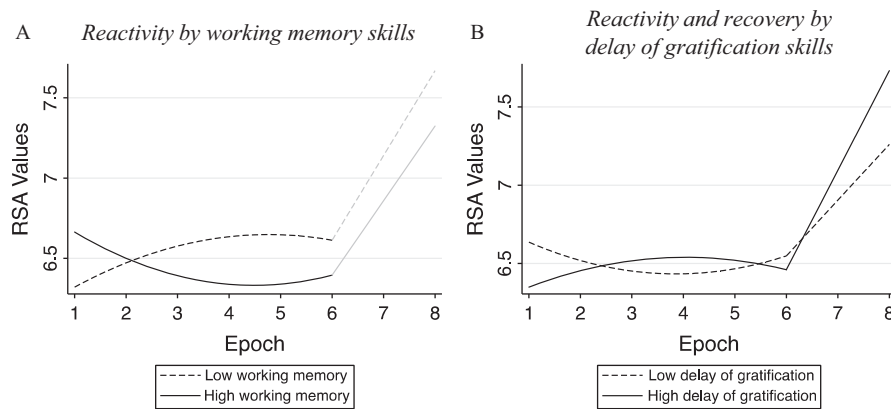 A
Reactivity by working memory skills
RSA Values
7.5
7
6.5
1 2 3 4 5 6 7 8
Epoch
Low working memory
High working memory
B
Reactivity and recovery by
delay of gratification skills
RSA Values
7.5
7
6.5
1 2 3 4 5 6 7 8
Epoch
Low delay of gratification
High delay of gratification